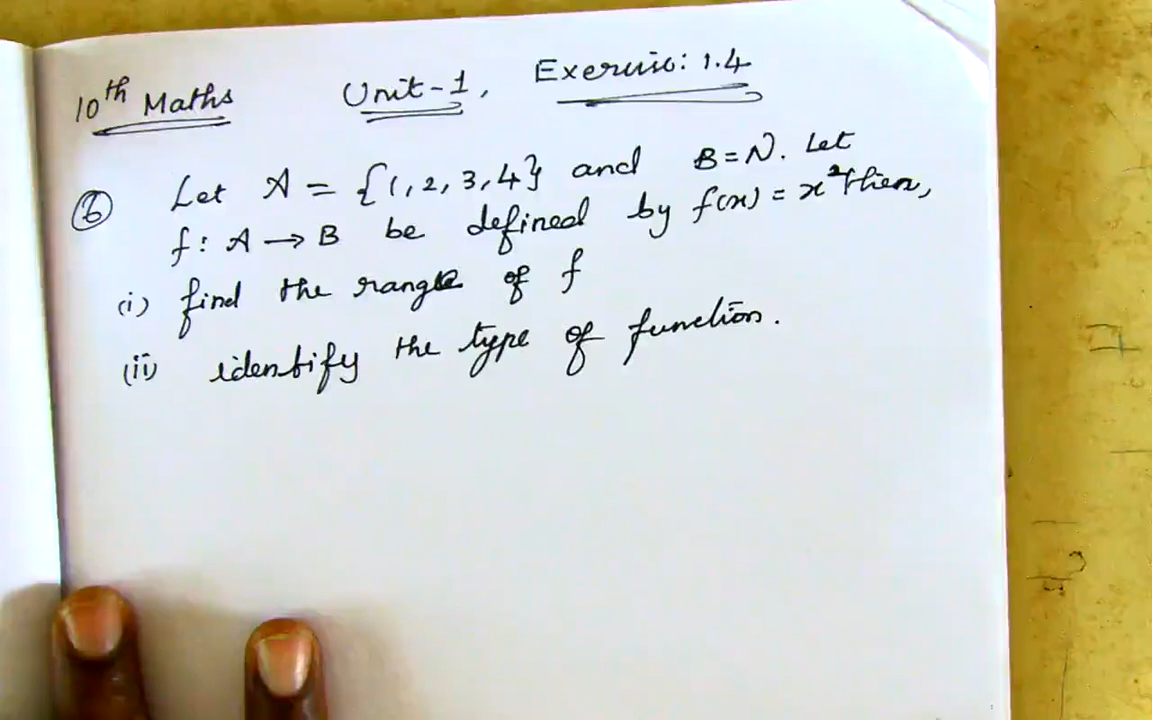 10th Maths Unit-1, Exercise: 1.4
⑥ Let A = {1, 2, 3, 4} and B = N. Let
f : A → B be defined by f(x) = x² then,
(i) find the range of f
(ii) identify the type of function.